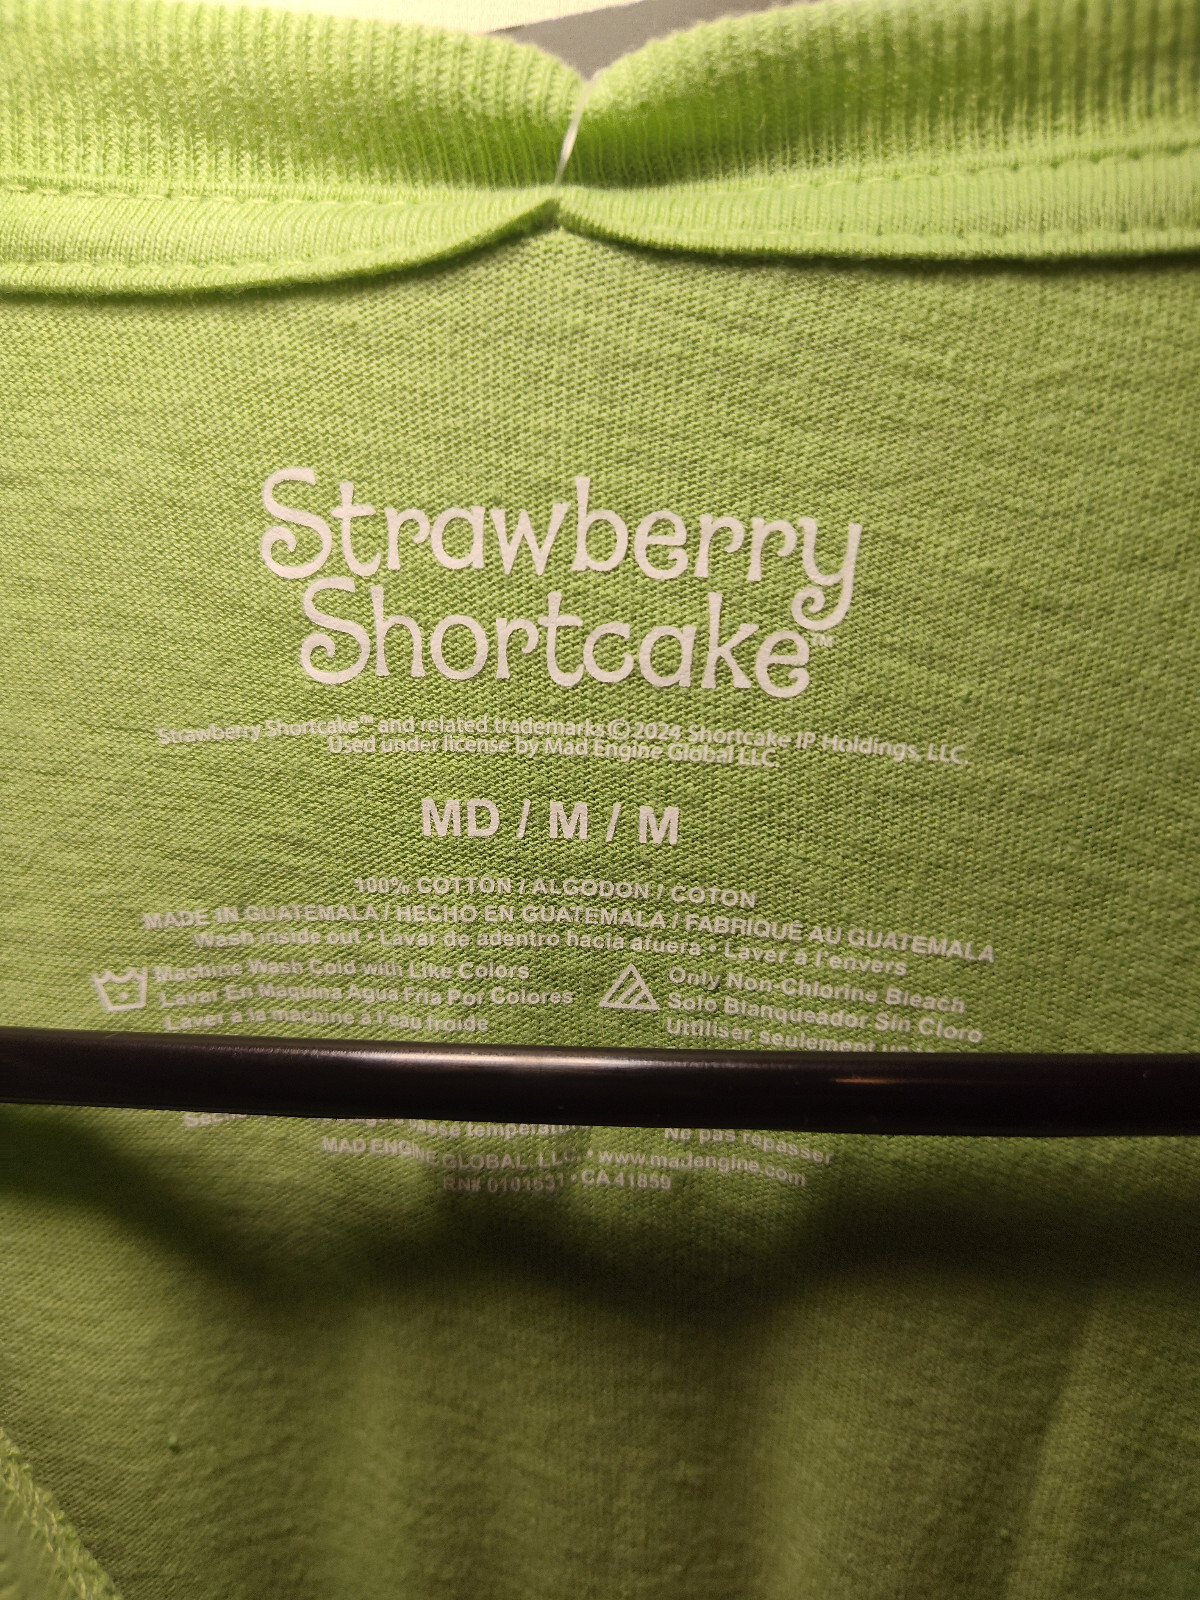 Strawberry
Shortcake™
Strawberry Shortcake™ and related trademarks © 2024 Shortcake IP Holdings, LLC.
Used under license by Mad Engine Global LLC.
MD / M / M
100% COTTON / ALGODON / COTON
MADE IN GUATEMALA / HECHO EN GUATEMALA / FABRIQUÉ AU GUATEMALA
Wash inside out • Lavar de adentro hacia afuera • Laver à l'envers
Machine Wash Cold with Like Colors
Lavar En Maquina Agua Fria Por Colores
Laver à la machine à l'eau froide
Only Non-Chlorine Bleach
Solo Blanqueador Sin Cloro
Uttiliser seulement
Ne pas repasser
MAD ENGINE GLOBAL, LLC. • www.madengine.com
RN# 0101631 • CA 41859